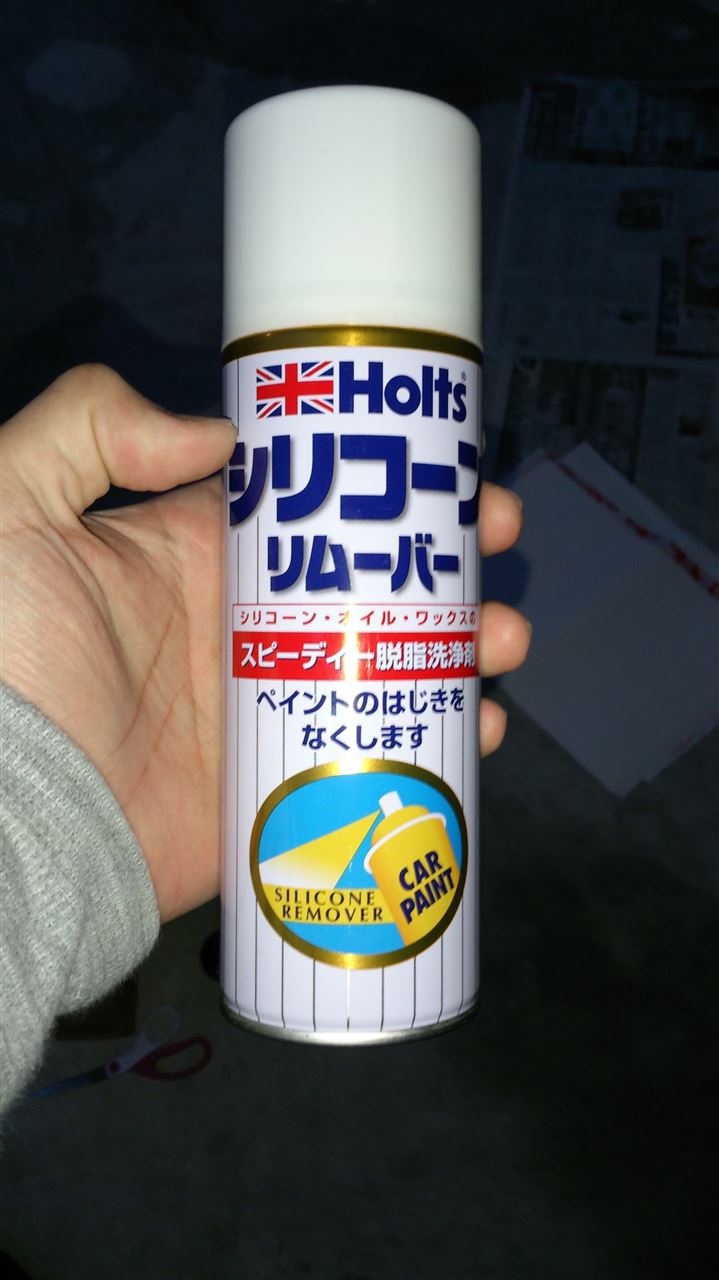 Holts®
シリコーン
リムーバー
シリコーン・オイル・ワックスの
スピーディー脱脂洗浄剤
ペイントのはじきを
なくします
CAR
PAINT
SILICONE
REMOVER